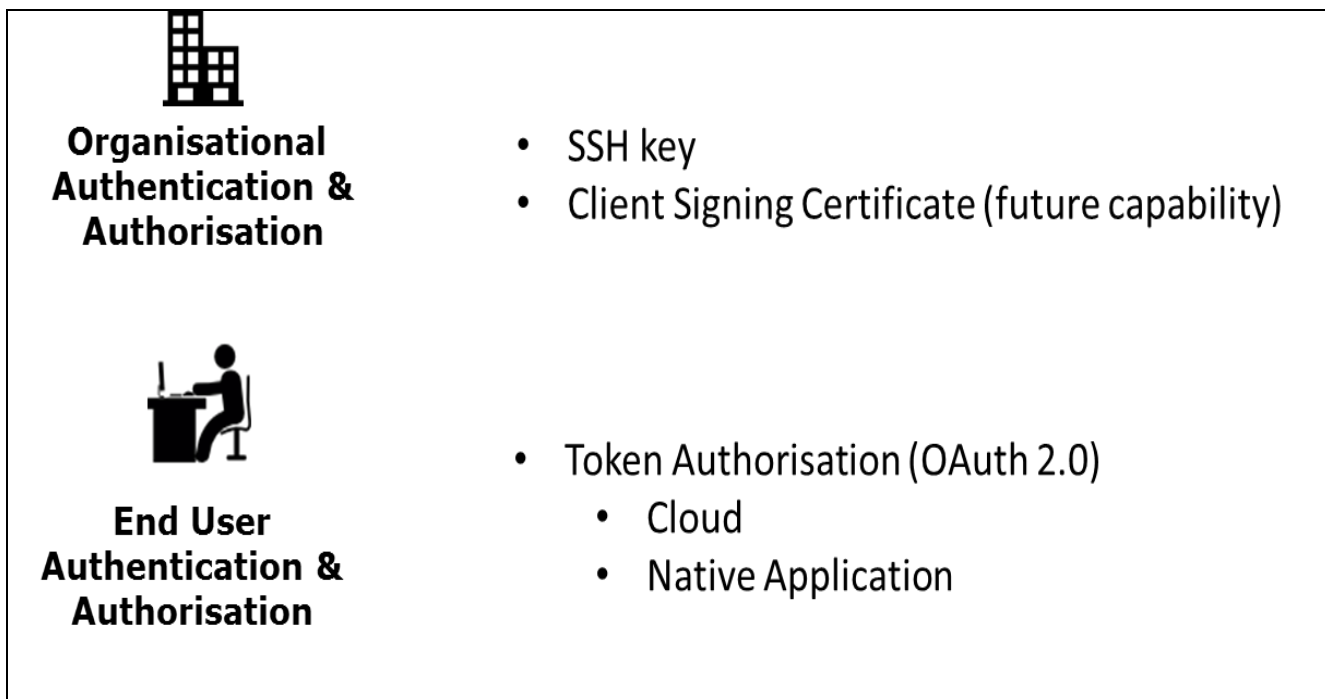 Organisational
Authentication &
Authorisation
• SSH key
• Client Signing Certificate (future capability)
End User
Authentication &
Authorisation
• Token Authorisation (OAuth 2.0)
• Cloud
• Native Application